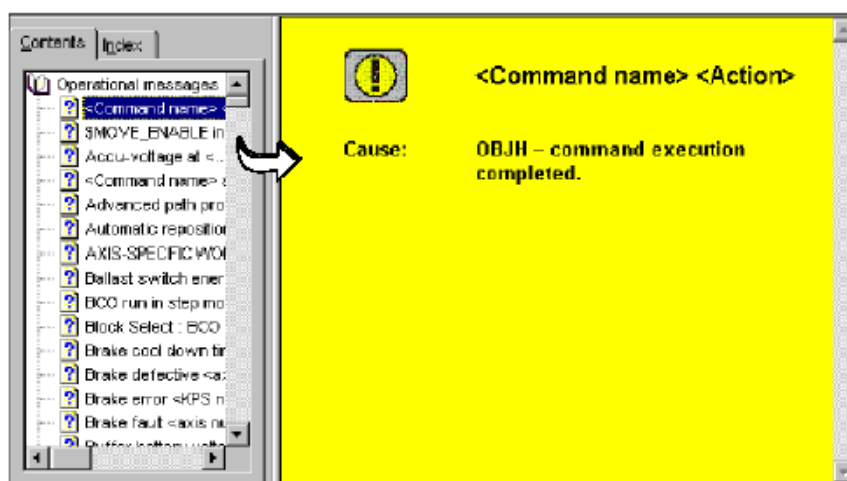 Contents Index
Operational messages
<Command name> <
$MOVE_ENABLE in
Accu-voltage at <..
<Command name> a
Advanced path pro
Automatic reposition
AXIS-SPECIFIC WO
Ballast switch ener
BCO run in step mo
Block Select : BCO
Brake cool down tim
Brake defective <ax
Brake error <KPS n
Brake fault <axis nu
<Command name> <Action>
Cause: OBJH – command execution
completed.